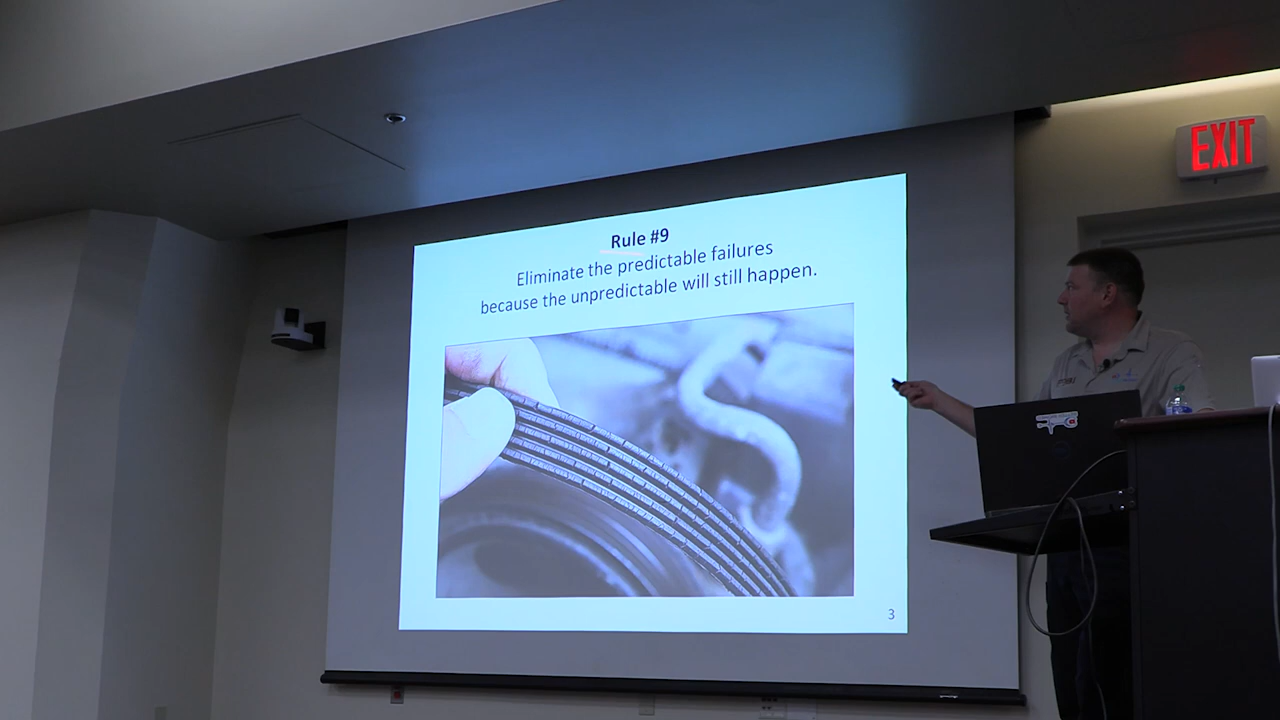 Rule #9
Eliminate the predictable failures
because the unpredictable will still happen.
3
EXIT